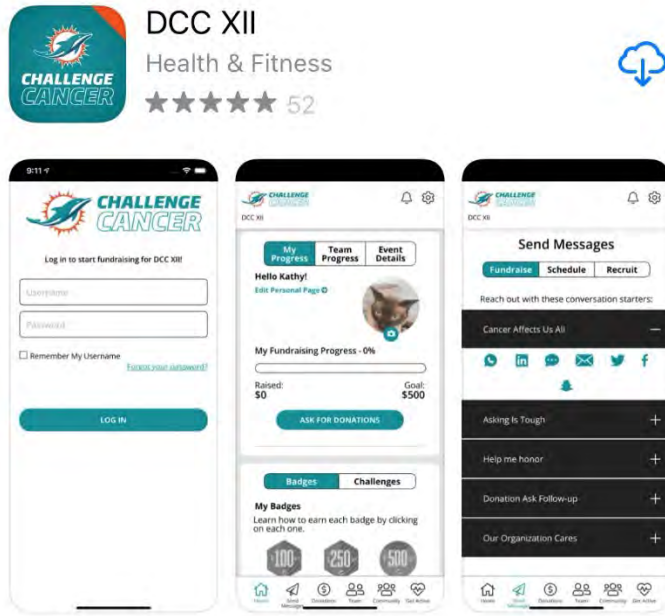 DCC XII
Health & Fitness
52
CHALLENGE
CANCER
9:11
CHALLENGE
CANCER
Log in to start fundraising for DCC XII!
Username
Password
Remember My Username
Forgot your password?
LOG IN
CHALLENGE
CANCER
DCC XII
My Progress
Team Progress
Event Details
Hello Kathy!
Edit Personal Page
My Fundraising Progress - 0%
Raised:
Goal:
$0
$500
ASK FOR DONATIONS
Badges
Challenges
My Badges
Learn how to earn each badge by clicking
on each one.
100
250
500
Home
Send Messages
Donations
Team
Community
Get Active
CHALLENGE
CANCER
DCC XII
Send Messages
Fundraise
Schedule
Recruit
Reach out with these conversation starters:
Cancer Affects Us All
Asking Is Tough
Help me honor
Donation Ask Follow-up
Our Organization Cares
Home
Send Messages
Donations
Team
Community
Get Active